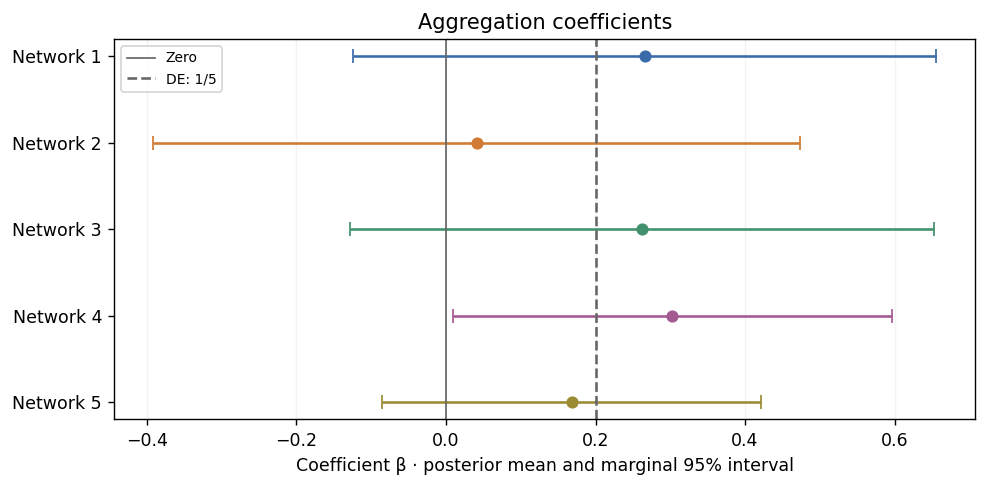 Aggregation coefficients
Zero
DE: 1/5
Network 1
Network 2
Network 3
Network 4
Network 5
−0.4 −0.2 0.0 0.2 0.4 0.6
Coefficient β · posterior mean and marginal 95% interval